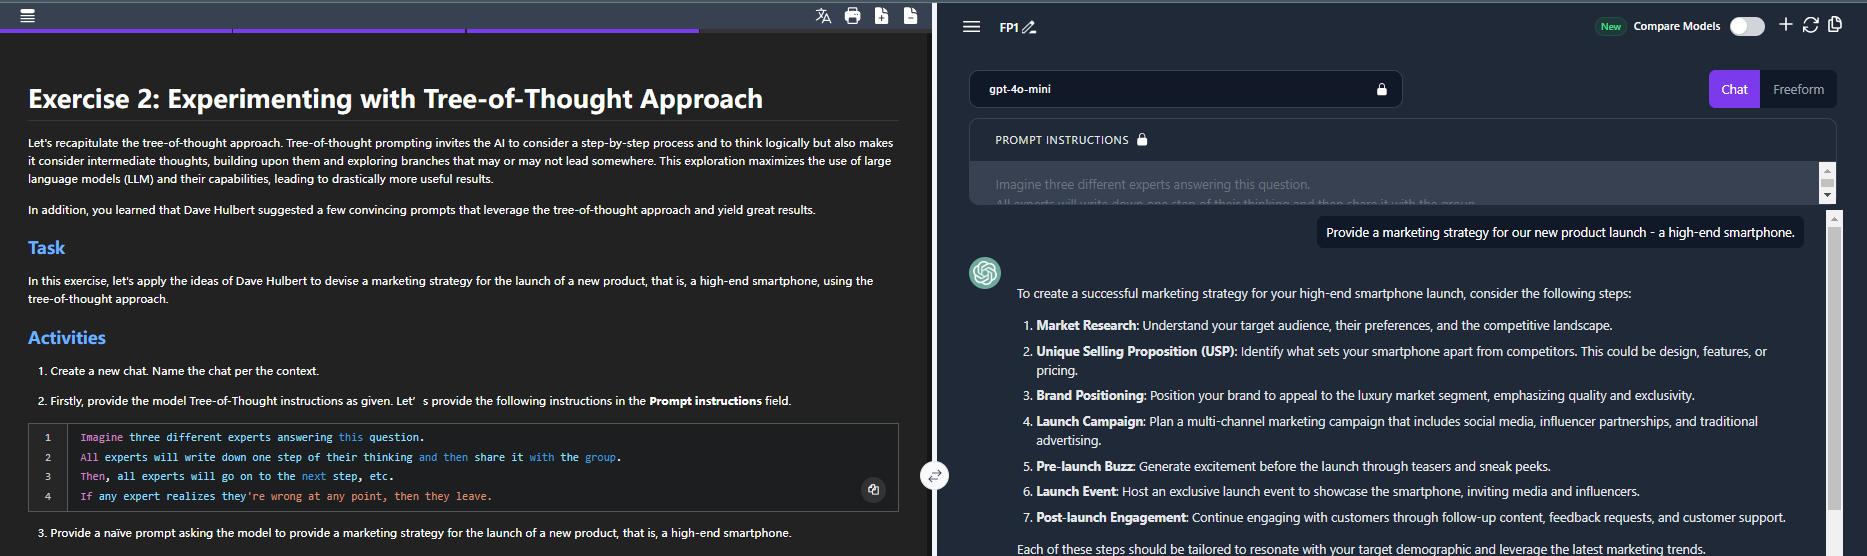 Exercise 2: Experimenting with Tree-of-Thought Approach
Let's recapitulate the tree-of-thought approach. Tree-of-thought prompting invites the AI to consider a step-by-step process and to think logically but also makes
it consider intermediate thoughts, building upon them and exploring branches that may or may not lead somewhere. This exploration maximizes the use of large
language models (LLM) and their capabilities, leading to drastically more useful results.
In addition, you learned that Dave Hulbert suggested a few convincing prompts that leverage the tree-of-thought approach and yield great results.
Task
In this exercise, let's apply the ideas of Dave Hulbert to devise a marketing strategy for the launch of a new product, that is, a high-end smartphone, using the
tree-of-thought approach.
Activities
1. Create a new chat. Name the chat per the context.
2. Firstly, provide the model Tree-of-Thought instructions as given. Let's provide the following instructions in the Prompt instructions field.
1 Imagine three different experts answering this question.
2 All experts will write down one step of their thinking and then share it with the group.
3 Then, all experts will go on to the next step, etc.
4 If any expert realizes they're wrong at any point, then they leave.
3. Provide a naïve prompt asking the model to provide a marketing strategy for the launch of a new product, that is, a high-end smartphone.
FP1
New Compare Models
gpt-4o-mini
Chat Freeform
PROMPT INSTRUCTIONS
Imagine three different experts answering this question.
All experts will write down one step of their thinking and then share it with the group.
Provide a marketing strategy for our new product launch - a high-end smartphone.
To create a successful marketing strategy for your high-end smartphone launch, consider the following steps:
1. Market Research: Understand your target audience, their preferences, and the competitive landscape.
2. Unique Selling Proposition (USP): Identify what sets your smartphone apart from competitors. This could be design, features, or
pricing.
3. Brand Positioning: Position your brand to appeal to the luxury market segment, emphasizing quality and exclusivity.
4. Launch Campaign: Plan a multi-channel marketing campaign that includes social media, influencer partnerships, and traditional
advertising.
5. Pre-launch Buzz: Generate excitement before the launch through teasers and sneak peeks.
6. Launch Event: Host an exclusive launch event to showcase the smartphone, inviting media and influencers.
7. Post-launch Engagement: Continue engaging with customers through follow-up content, feedback requests, and customer support.
Each of these steps should be tailored to resonate with your target demographic and leverage the latest marketing trends.